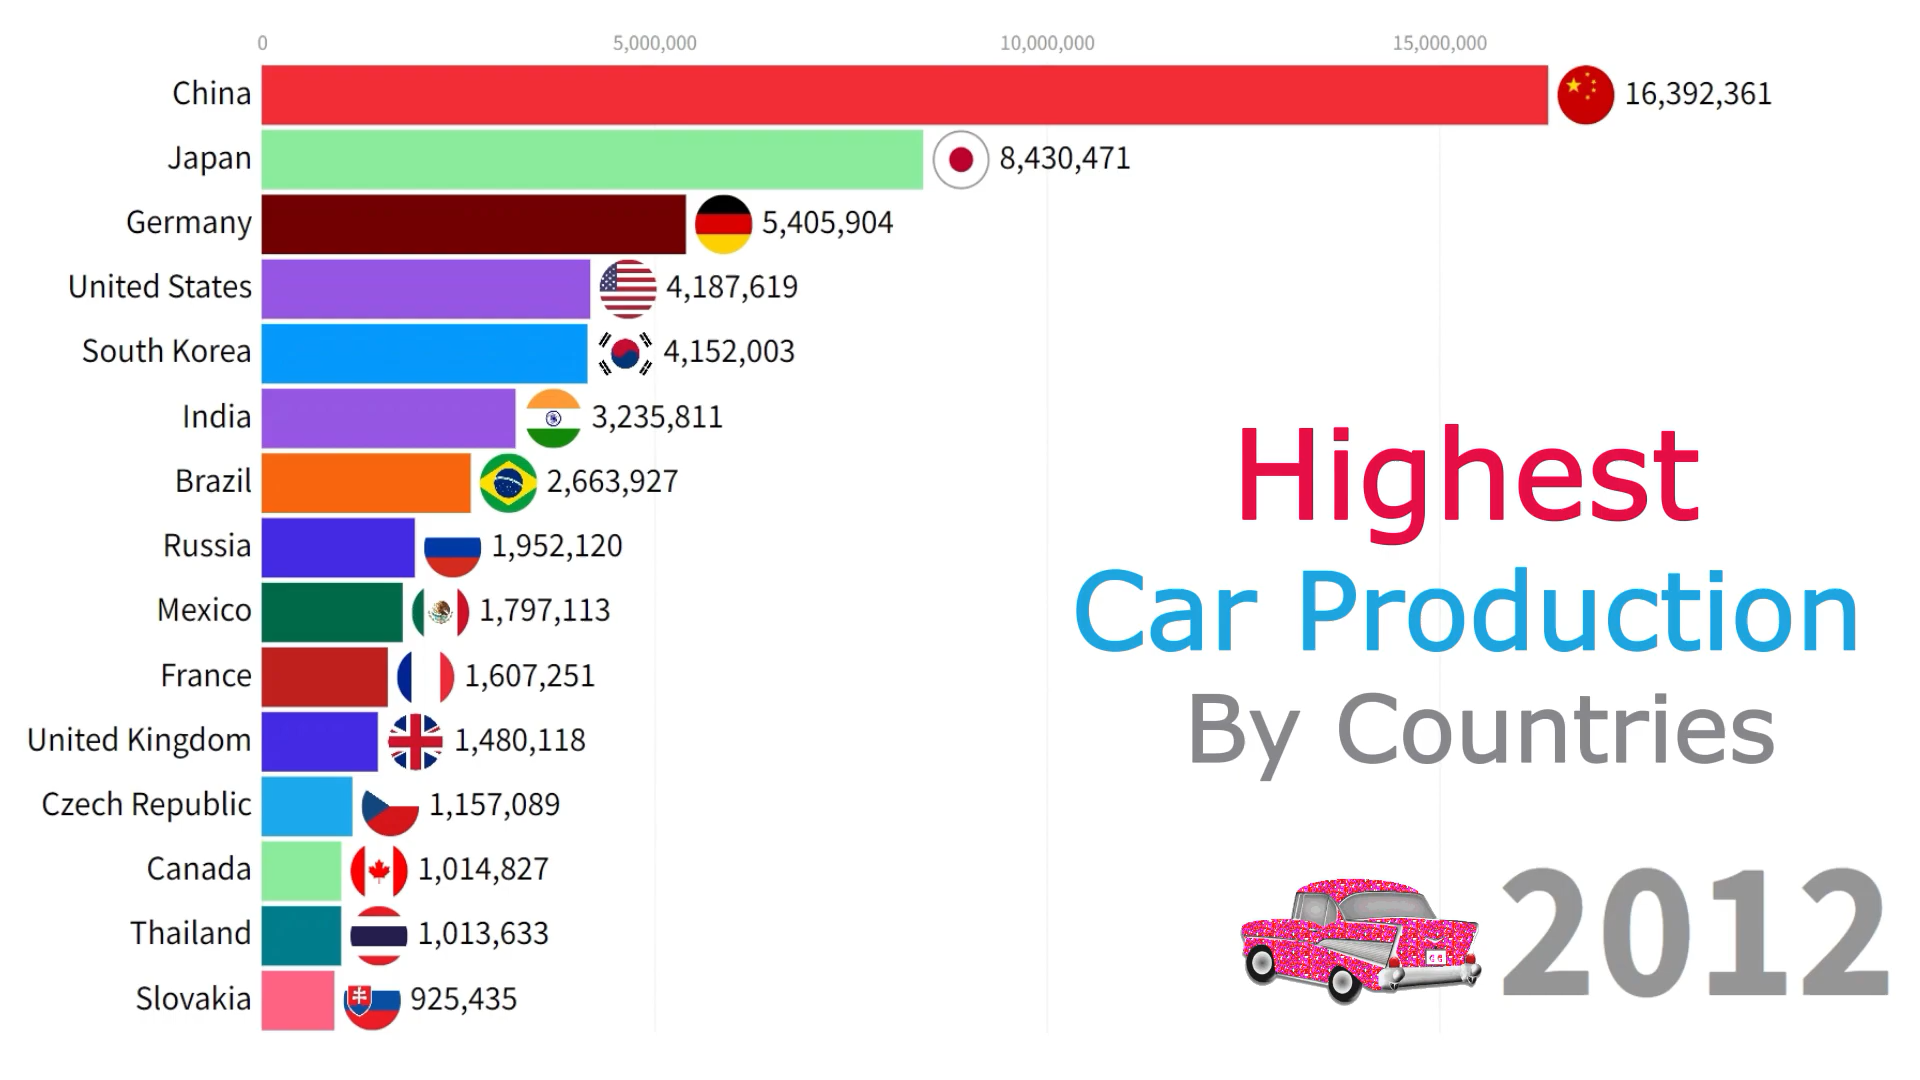 0 5,000,000 10,000,000 15,000,000
China 16,392,361
Japan 8,430,471
Germany 5,405,904
United States 4,187,619
South Korea 4,152,003
India 3,235,811
Brazil 2,663,927
Russia 1,952,120
Mexico 1,797,113
France 1,607,251
United Kingdom 1,480,118
Czech Republic 1,157,089
Canada 1,014,827
Thailand 1,013,633
Slovakia 925,435
Highest
Car Production
By Countries
2012